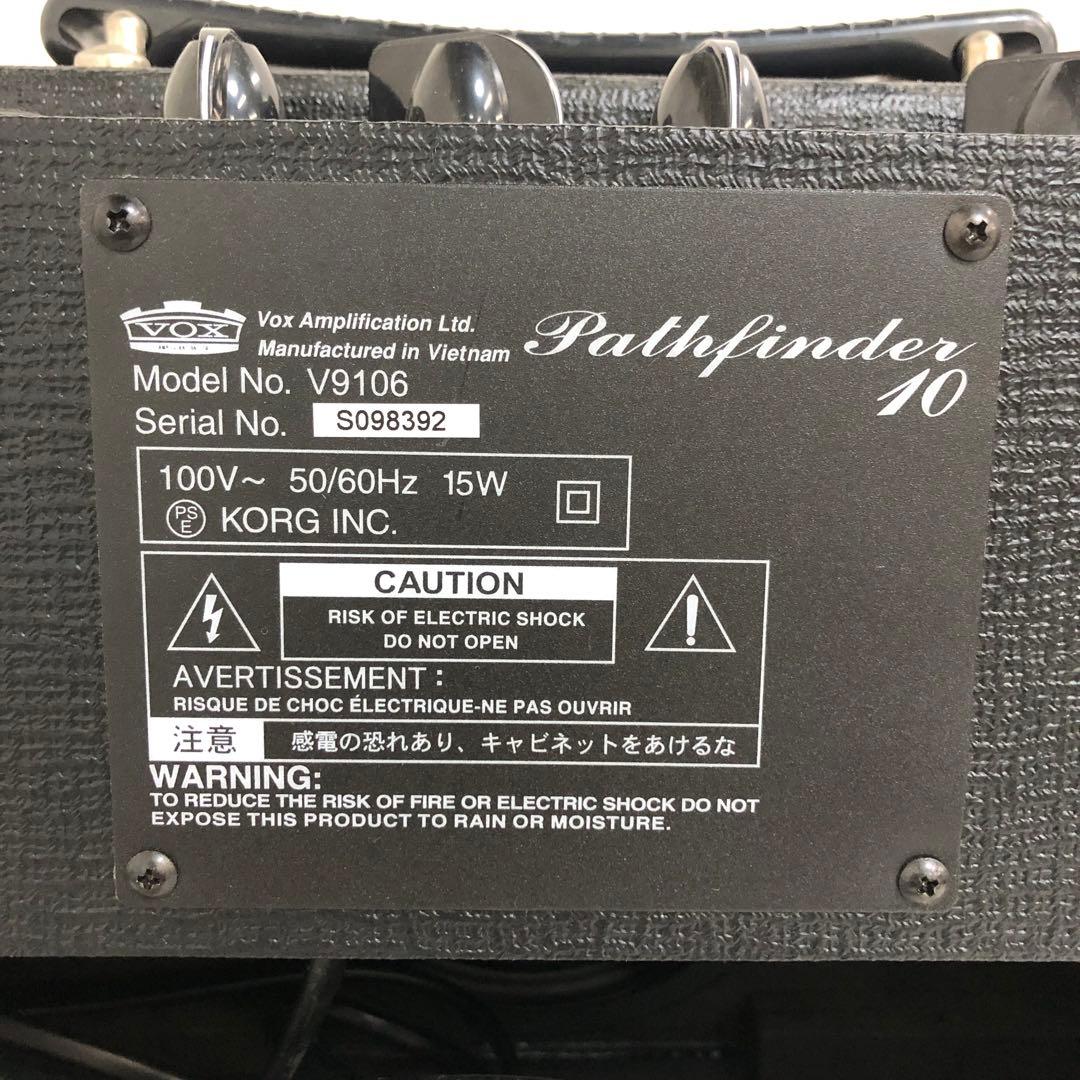 VOX
Vox Amplification Ltd.
Manufactured in Vietnam
Pathfinder
10
Model No. V9106
Serial No. S098392
100V~ 50/60Hz 15W
PS
E
KORG INC.
CAUTION
RISK OF ELECTRIC SHOCK
DO NOT OPEN
AVERTISSEMENT :
RISQUE DE CHOC ÉLECTRIQUE-NE PAS OUVRIR
注意 感電の恐れあり、キャビネットをあけるな
WARNING:
TO REDUCE THE RISK OF FIRE OR ELECTRIC SHOCK DO NOT
EXPOSE THIS PRODUCT TO RAIN OR MOISTURE.